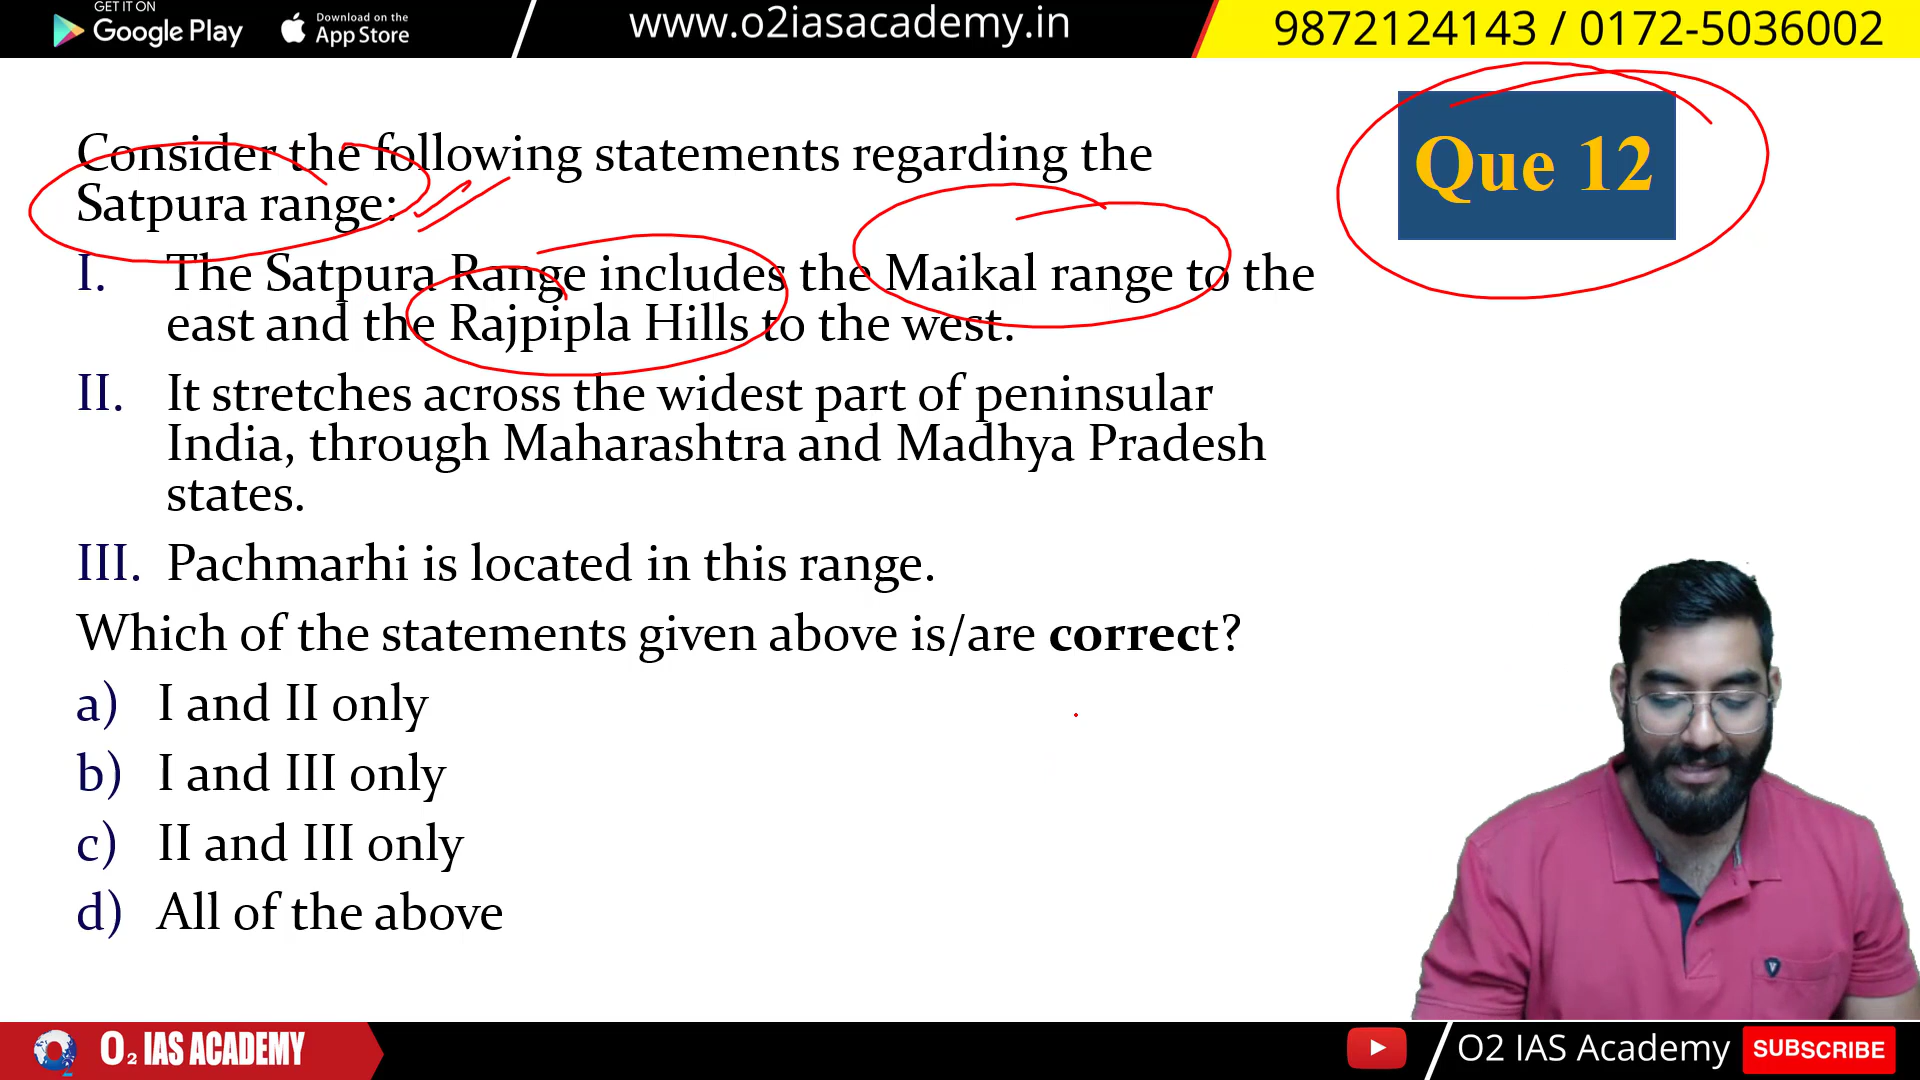 GET IT ON
Google Play
Download on the
App Store
www.o2iasacademy.in
9872124143 / 0172-5036002
Que 12
Consider the following statements regarding the
Satpura range:
I. The Satpura Range includes the Maikal range to the
east and the Rajpipla Hills to the west.
II. It stretches across the widest part of peninsular
India, through Maharashtra and Madhya Pradesh
states.
III. Pachmarhi is located in this range.
Which of the statements given above is/are correct?
a) I and II only
b) I and III only
c) II and III only
d) All of the above
O2 IAS ACADEMY
O2 IAS Academy
SUBSCRIBE